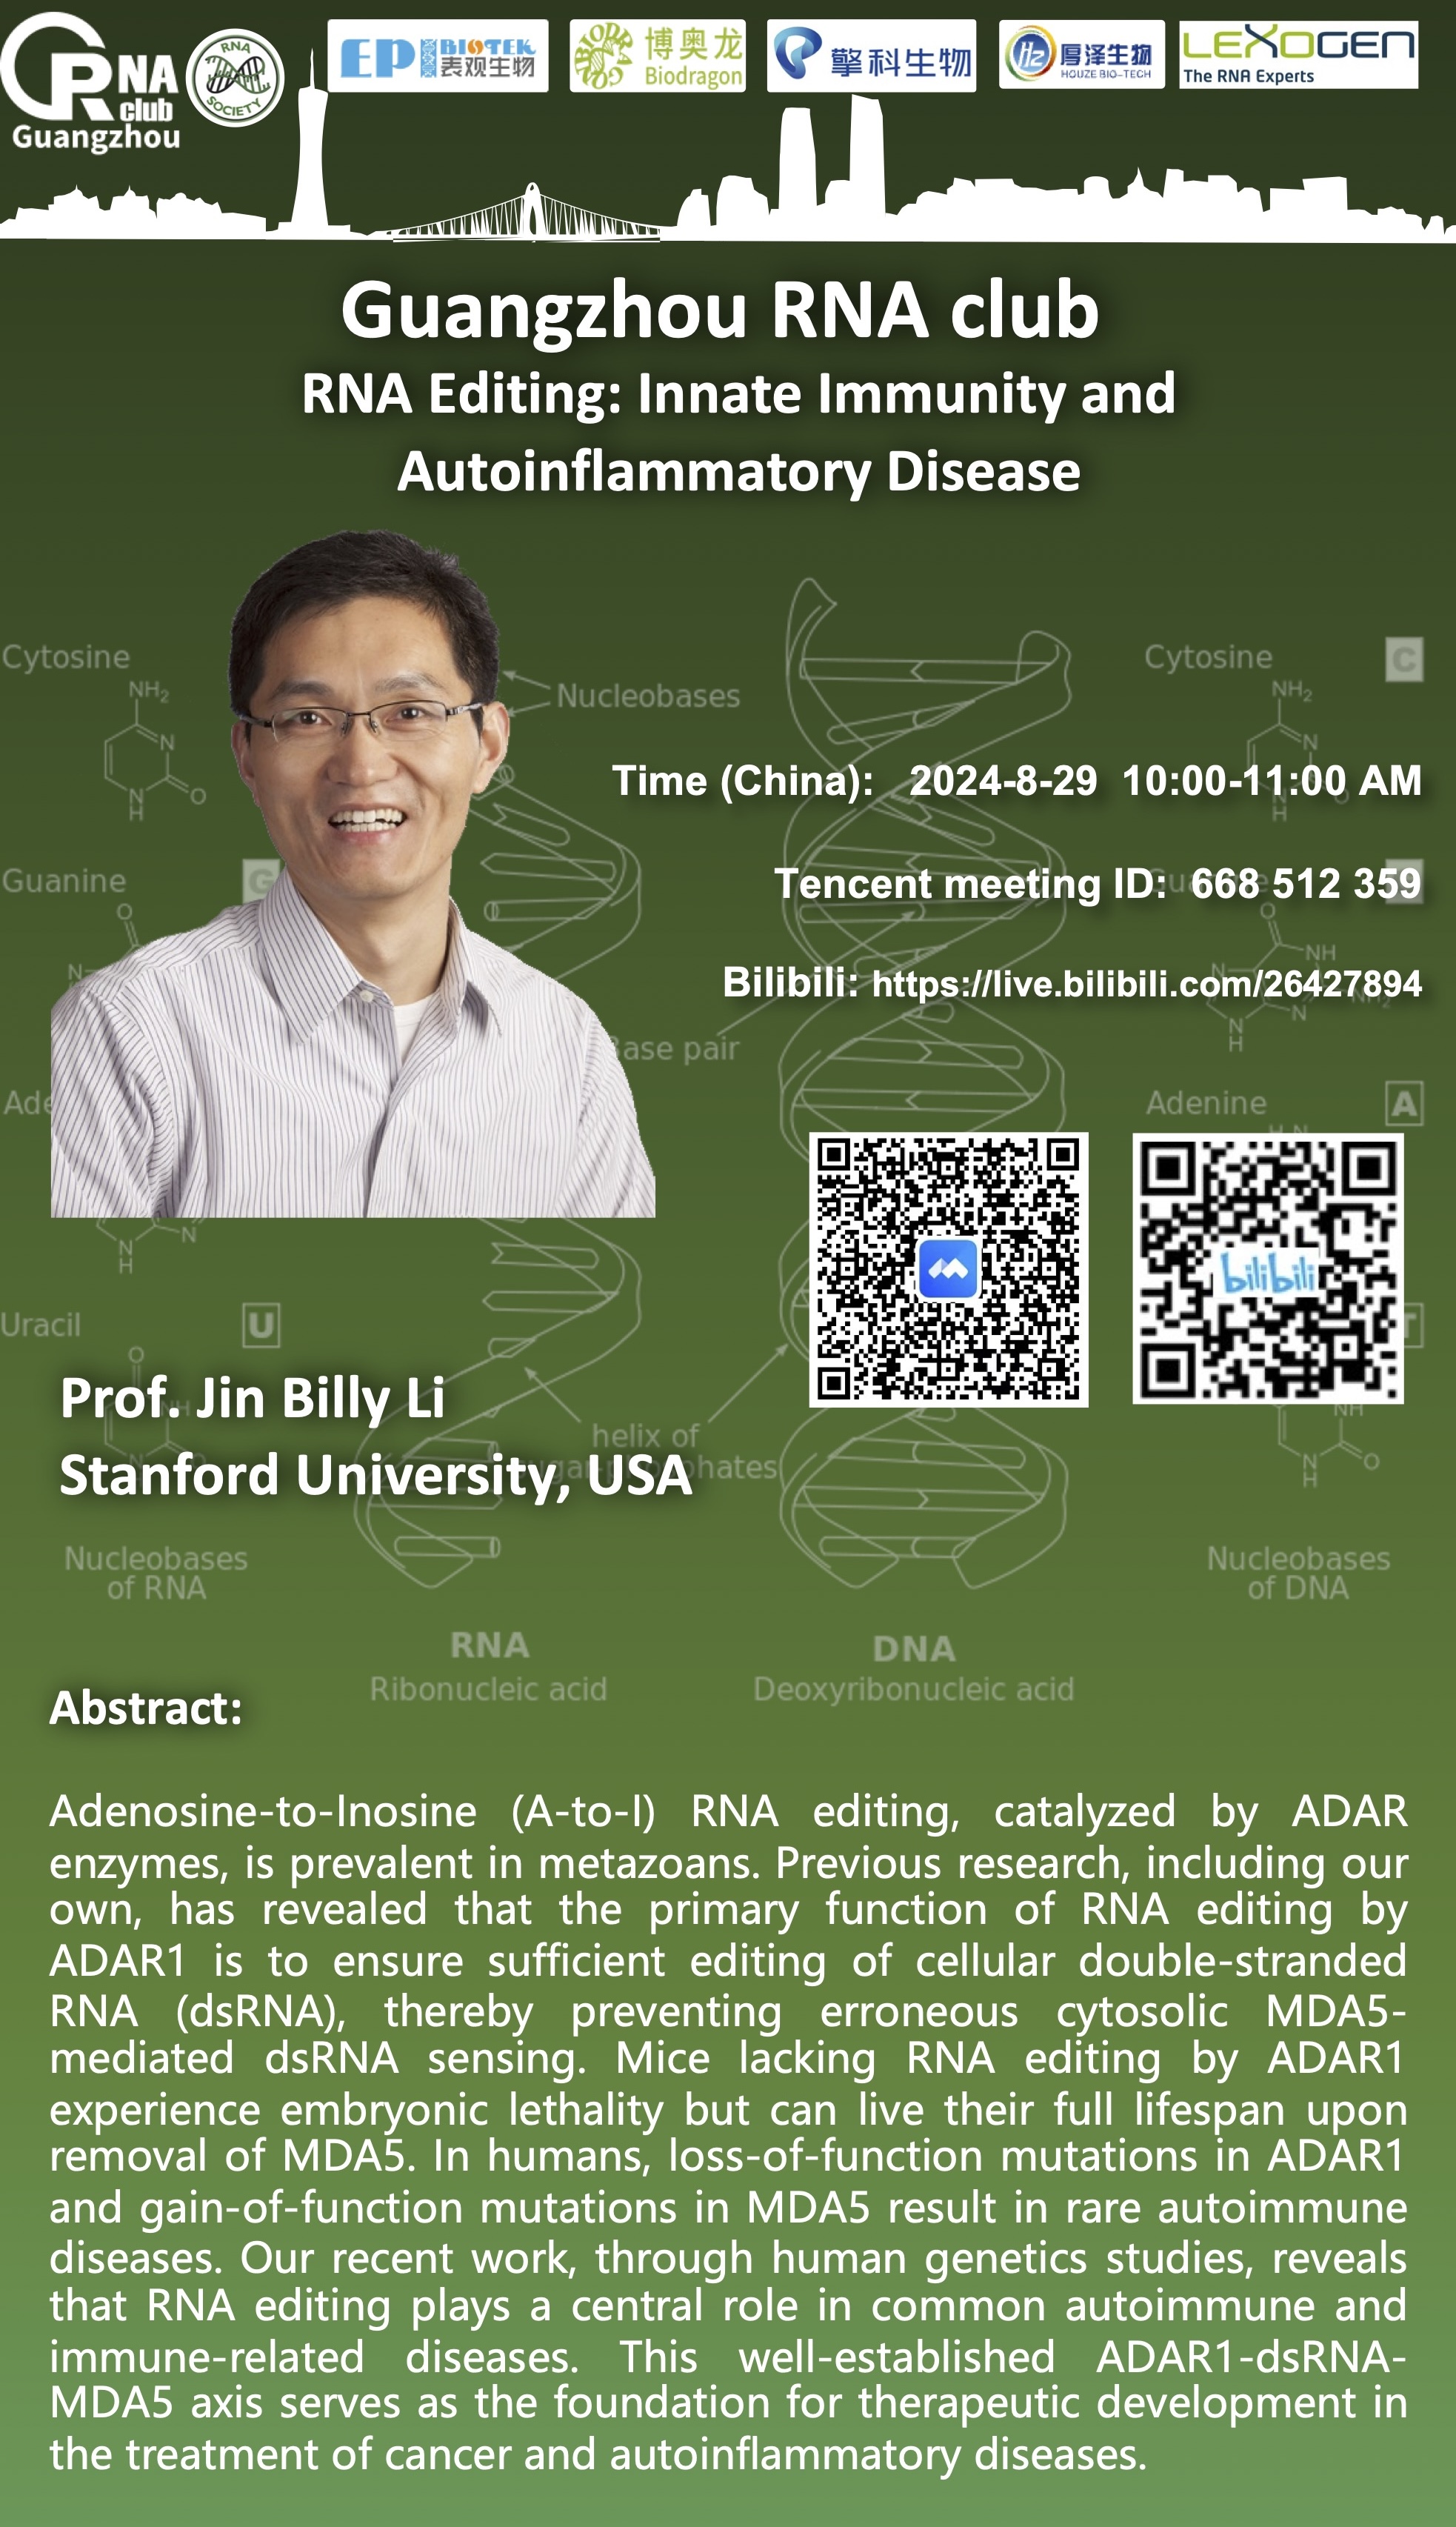 RNA
club
Guangzhou
RNA
SOCIETY
EPIBIOTEK
表观生物
BIODRAGON
博奥龙
Biodragon
擎科生物
HZ
厚泽生物
HOUZE BIO-TECH
LEXOGEN
The RNA Experts
Guangzhou RNA club
RNA Editing: Innate Immunity and
Autoinflammatory Disease
Cytosine
NH₂
N
N
H
O
Nucleobases
Cytosine
C
NH₂
N
H
Time (China): 2024-8-29 10:00-11:00 AM
Guanine
G
O
N
Tencent meeting ID: 668 512 359
O
NH
N
N
N
H
Bilibili: https://live.bilibili.com/26427894
Base pair
Adenine
A
bilibili
N
N
H
Uracil
U
O
T
Prof. Jin Billy Li
Stanford University, USA
NH
helix of
NH
N
H
O
Nucleobases
of RNA
Nucleobases
of DNA
RNA
Ribonucleic acid
DNA
Deoxyribonucleic acid
Abstract:
Adenosine-to-Inosine (A-to-I) RNA editing, catalyzed by ADAR
enzymes, is prevalent in metazoans. Previous research, including our
own, has revealed that the primary function of RNA editing by
ADAR1 is to ensure sufficient editing of cellular double-stranded
RNA (dsRNA), thereby preventing erroneous cytosolic MDA5-
mediated dsRNA sensing. Mice lacking RNA editing by ADAR1
experience embryonic lethality but can live their full lifespan upon
removal of MDA5. In humans, loss-of-function mutations in ADAR1
and gain-of-function mutations in MDA5 result in rare autoimmune
diseases. Our recent work, through human genetics studies, reveals
that RNA editing plays a central role in common autoimmune and
immune-related diseases. This well-established ADAR1-dsRNA-
MDA5 axis serves as the foundation for therapeutic development in
the treatment of cancer and autoinflammatory diseases.